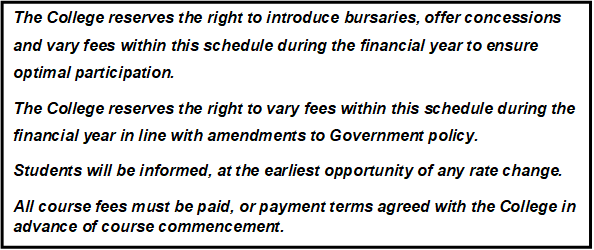 The College reserves the right to introduce bursaries, offer concessions
and vary fees within this schedule during the financial year to ensure
optimal participation.
The College reserves the right to vary fees within this schedule during the
financial year in line with amendments to Government policy.
Students will be informed, at the earliest opportunity of any rate change.
All course fees must be paid, or payment terms agreed with the College in
advance of course commencement.